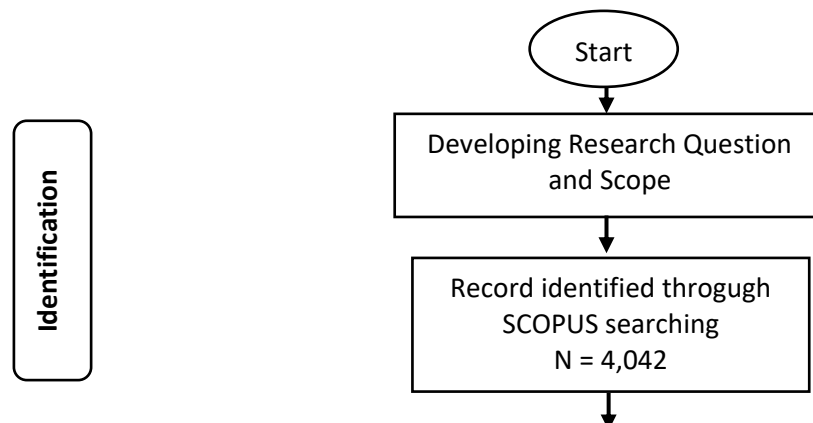 Start
Developing Research Question
and Scope
Identification
Record identified throgugh
SCOPUS searching
N = 4,042